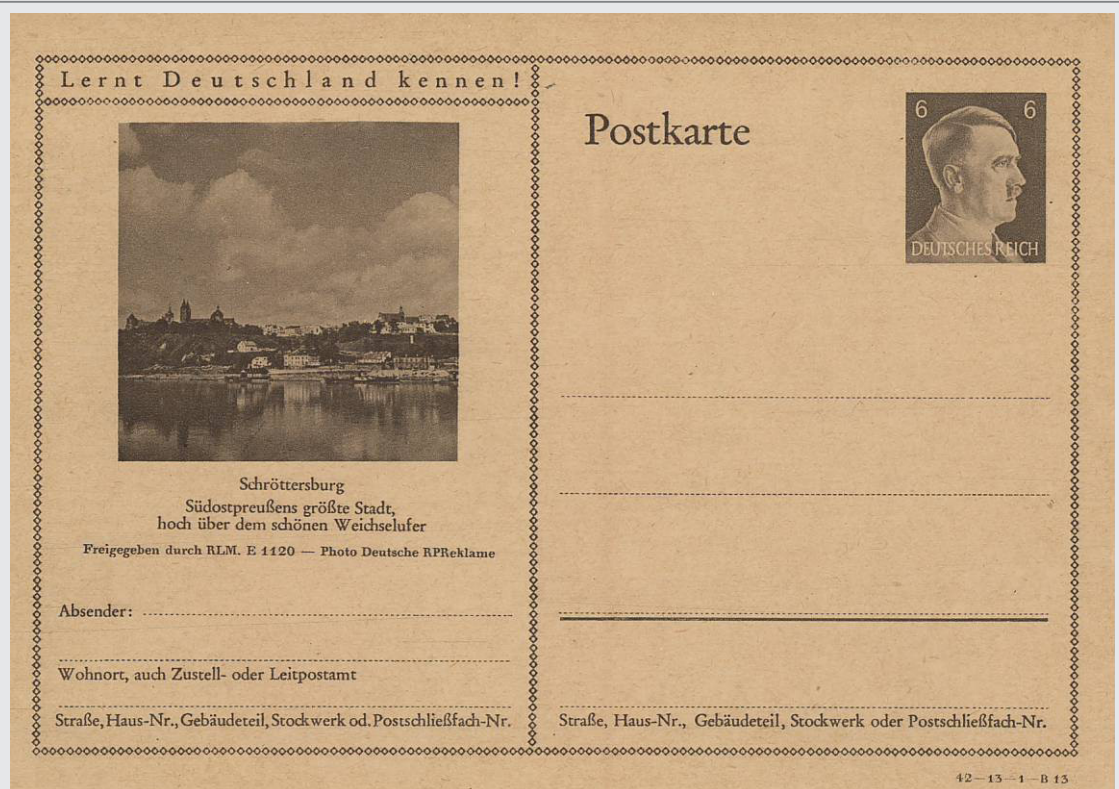 Lernt Deutschland kennen!
Schröttersburg
Südostpreußens größte Stadt,
hoch über dem schönen Weichselufer
Freigegeben durch RLM. E 1120 — Photo Deutsche RPReklame
Absender:
Wohnort, auch Zustell- oder Leitpostamt
Straße, Haus-Nr., Gebäudeteil, Stockwerk od. Postschließfach-Nr.
Postkarte
6 6
DEUTSCHES REICH
Straße, Haus-Nr., Gebäudeteil, Stockwerk oder Postschließfach-Nr.
42—13—1—B 13